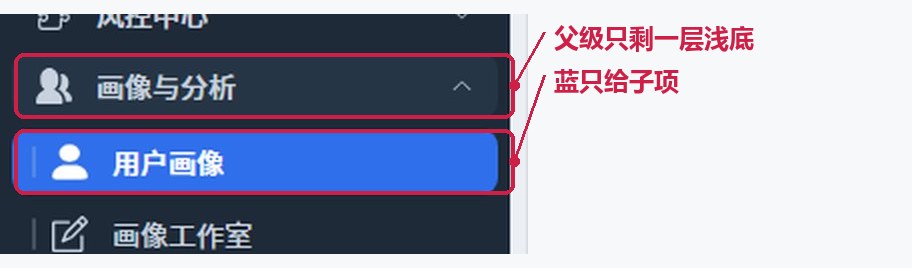 风控中心
父级只剩一层浅底
画像与分析
蓝只给子项
用户画像
画像工作室